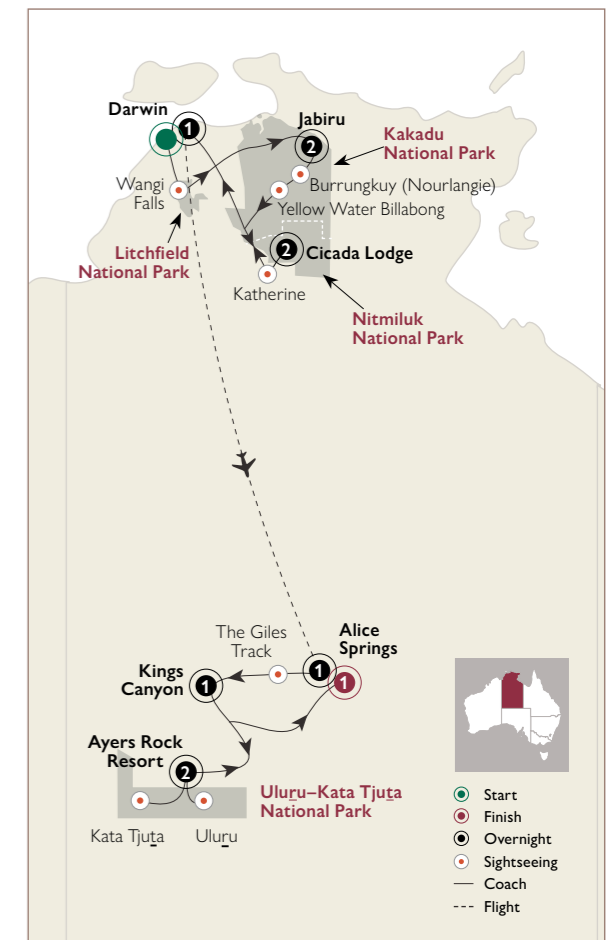 Darwin
1
Jabiru
2
Kakadu
National Park
Wangi
Falls
Burrungkuy (Nourlangie)
Yellow Water Billabong
Litchfield
National Park
2
Cicada Lodge
Katherine
Nitmiluk
National Park
The Giles
Track
Alice
Springs
1
1
Kings
Canyon
1
Ayers Rock
Resort
2
Uluṟu–Kata Tjuṯa
National Park
Kata Tjuṯa
Uluṟu
Start
Finish
Overnight
Sightseeing
Coach
Flight